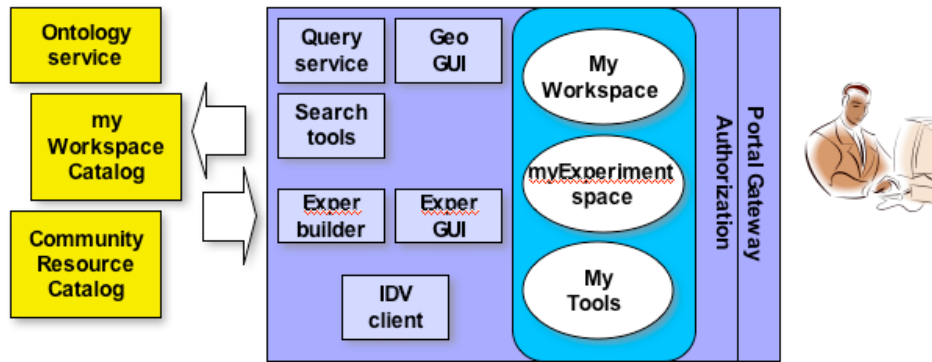 Ontology
service
my
Workspace
Catalog
Community
Resource
Catalog
Query
service
Geo
GUI
Search
tools
Exper
builder
Exper
GUI
IDV
client
My
Workspace
myExperiment
space
My
Tools
Authorization
Portal Gateway